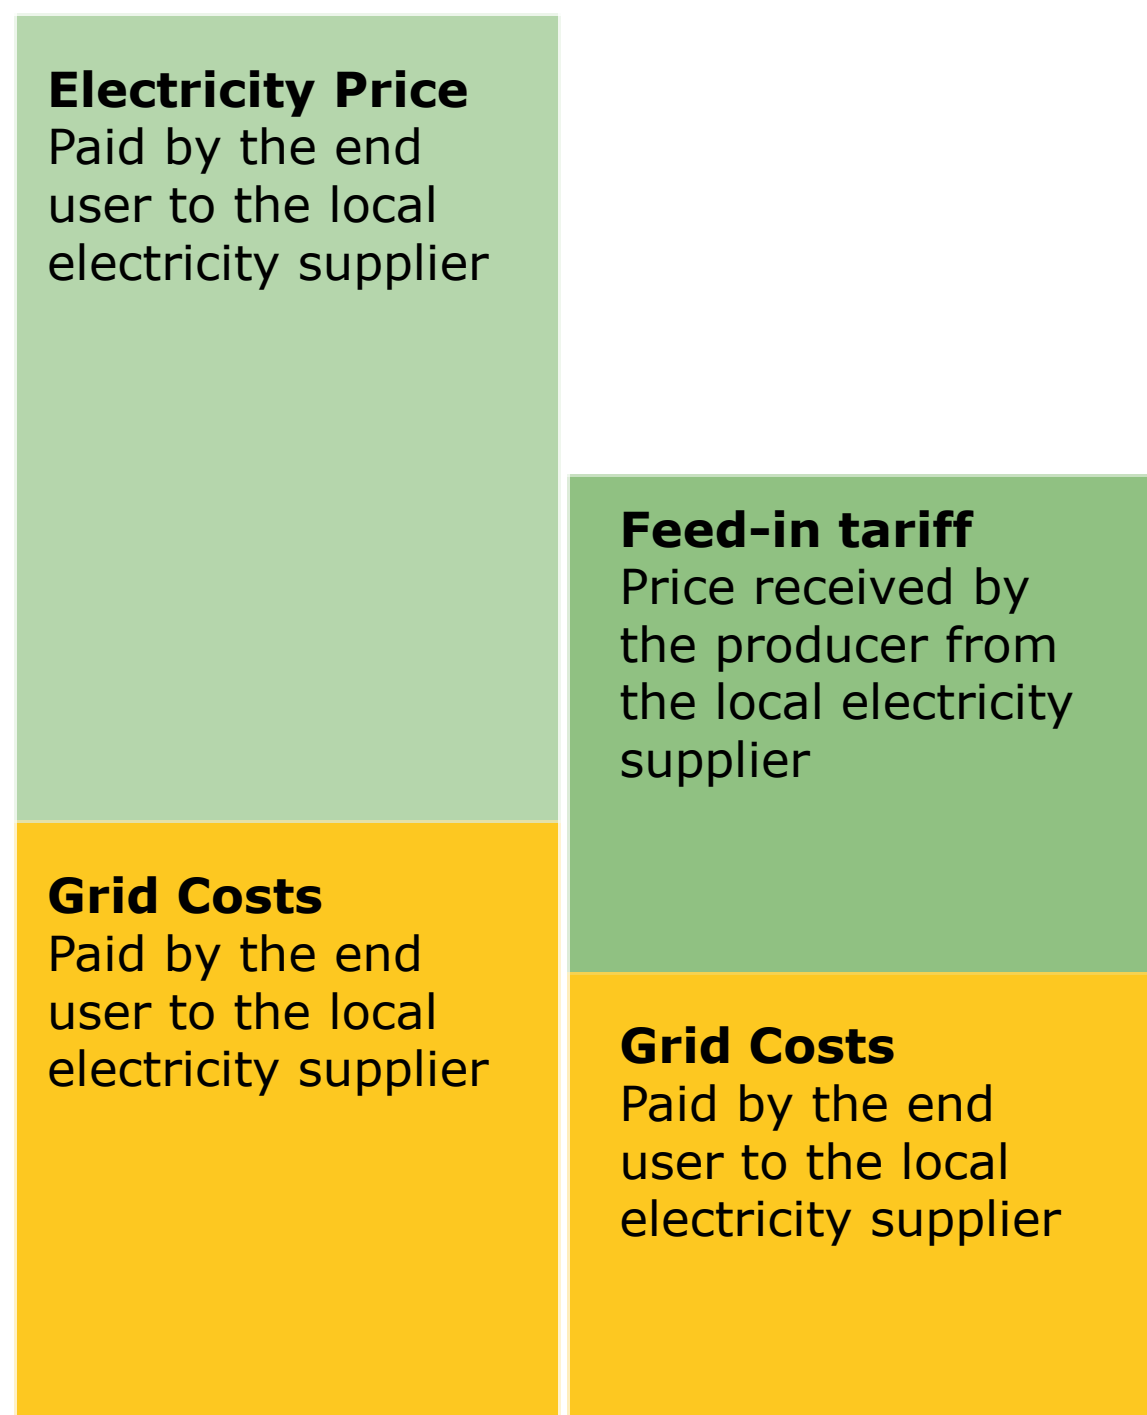 Electricity Price
Paid by the end
user to the local
electricity supplier
Grid Costs
Paid by the end
user to the local
electricity supplier
Feed-in tariff
Price received by
the producer from
the local electricity
supplier
Grid Costs
Paid by the end
user to the local
electricity supplier